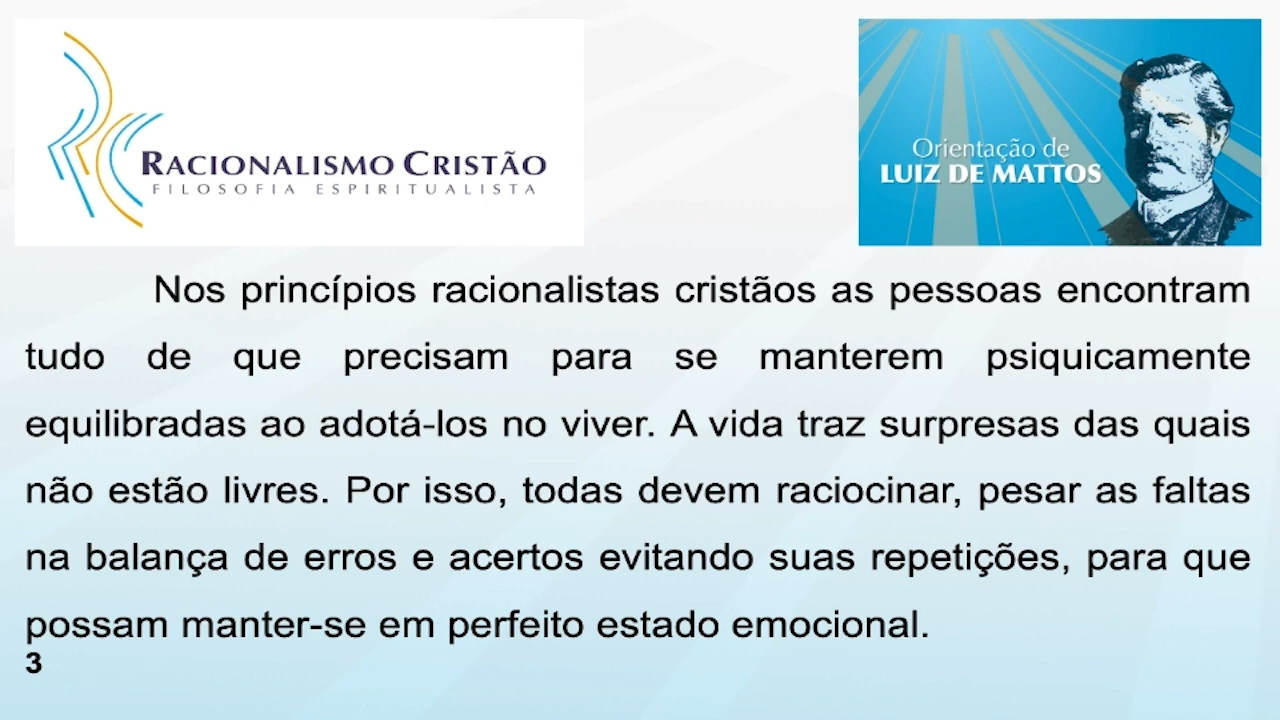 RACIONALISMO CRISTÃO
FILOSOFIA ESPIRITUALISTA
Orientação de
LUIZ DE MATTOS
Nos princípios racionalistas cristãos as pessoas encontram
tudo de que precisam para se manterem psiquicamente
equilibradas ao adotá-los no viver. A vida traz surpresas das quais
não estão livres. Por isso, todas devem raciocinar, pesar as faltas
na balança de erros e acertos evitando suas repetições, para que
possam manter-se em perfeito estado emocional.
3